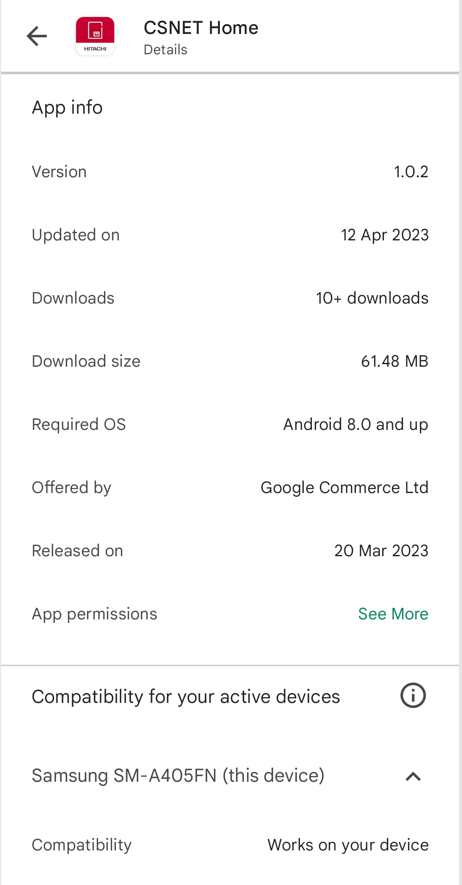 CSNET Home
HITACHI
Details
App info
Version 1.0.2
Updated on 12 Apr 2023
Downloads 10+ downloads
Download size 61.48 MB
Required OS Android 8.0 and up
Offered by Google Commerce Ltd
Released on 20 Mar 2023
App permissions See More
Compatibility for your active devices
Samsung SM-A405FN (this device)
Compatibility Works on your device